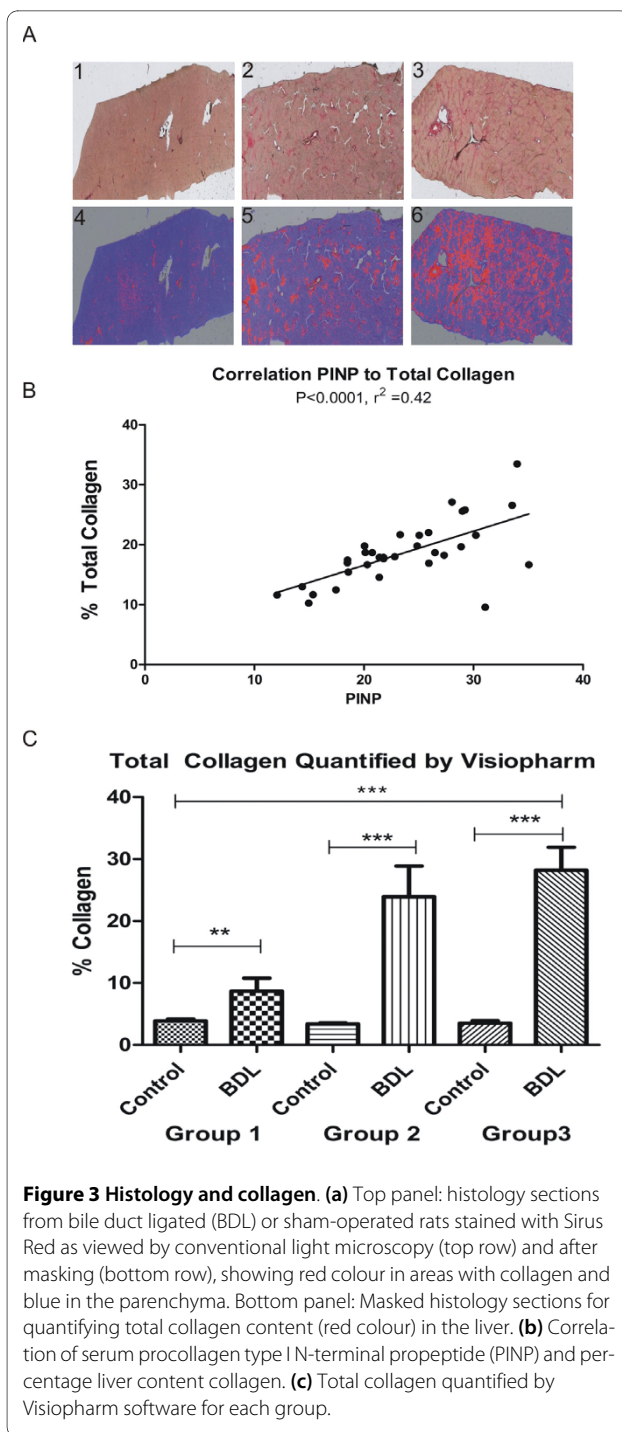 A
1 2 3
4 5 6
B
Correlation PINP to Total Collagen
P<0.0001, r² =0.42
% Total Collagen
40
30
20
10
0
0 10 20 30 40
PINP
C
Total Collagen Quantified by Visiopharm
% Collagen
40
30
20
10
0
***
** *** ***
Control BDL Control BDL Control BDL
Group 1 Group 2 Group3
Figure 3 Histology and collagen. (a) Top panel: histology sections
from bile duct ligated (BDL) or sham-operated rats stained with Sirus
Red as viewed by conventional light microscopy (top row) and after
masking (bottom row), showing red colour in areas with collagen and
blue in the parenchyma. Bottom panel: Masked histology sections for
quantifying total collagen content (red colour) in the liver. (b) Correla-
tion of serum procollagen type I N-terminal propeptide (PINP) and per-
centage liver content collagen. (c) Total collagen quantified by
Visiopharm software for each group.